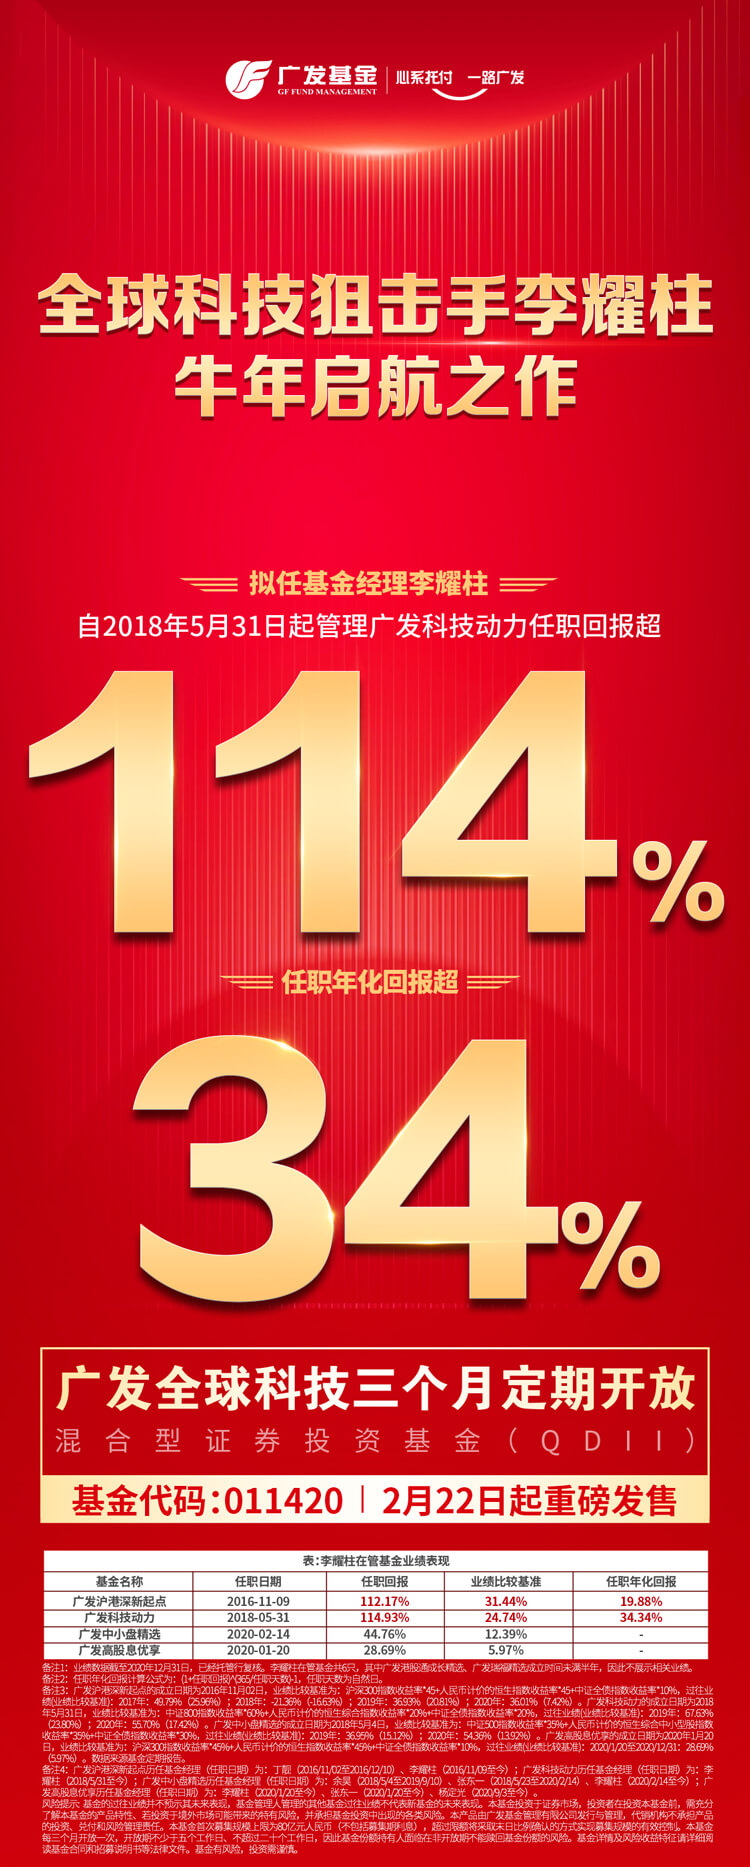 广发基金
GF FUND MANAGEMENT
心系托付 一路广发
全球科技狙击手李耀柱
牛年启航之作
拟任基金经理李耀柱
自2018年5月31日起管理广发科技动力任职回报超
114%
任职年化回报超
34%
广发全球科技三个月定期开放
混合型证券投资基金(QDII)
基金代码:011420 | 2月22日起重磅发售
表:李耀柱在管基金业绩表现
基金名称 任职日期 任职回报 业绩比较基准 任职年化回报
广发沪港深新起点 2016-11-09 112.17% 31.44% 19.88%
广发科技动力 2018-05-31 114.93% 24.74% 34.34%
广发中小盘精选 2020-02-14 44.76% 12.39% -
广发高股息优享 2020-01-20 28.69% 5.97% -
备注1：业绩数据截至2020年12月31日，已经托管行复核。李耀柱在管基金共6只，其中广发港股通成长精选、广发瑞福精选成立时间未满半年，因此不展示相关业绩。
备注2：任职年化回报计算公式为：(1+任职回报)^(365/任职天数)-1，任职天数为自然日。
备注3：广发沪港深新起点的成立日期为2016年11月02日，业绩比较基准为：沪深300指数收益率*45%+人民币计价的恒生指数收益率*45%+中证全债指数收益率*10%，过往业
绩(业绩比较基准)：2017年：49.79%（25.96%）；2018年：-21.36%（-16.63%）；2019年：36.93%（20.81%）；2020年：36.01%（7.42%）。广发科技动力的成立日期为2018
年5月31日，业绩比较基准为：中证800指数收益率*60%+人民币计价的恒生综合指数收益率*20%+中证全债指数收益率*20%，过往业绩(业绩比较基准)：2019年：67.63%
（23.80%）；2020年：55.70%（17.42%）。广发中小盘精选的成立日期为2018年5月4日，业绩比较基准为：中证500指数收益率*35%+人民币计价的恒生综合中小型股指数
收益率*35%+中证全债指数收益率*30%，过往业绩(业绩比较基准)：2019年：36.95%（15.12%）；2020年：54.36%（13.92%）。广发高股息优享的成立日期为2020年1月20
日，业绩比较基准为：沪深300指数收益率*45%+人民币计价的恒生指数收益率*45%+中证全债指数收益率*10%，过往业绩(业绩比较基准)：2020/1/20至2020/12/31：28.69%
（5.97%）。数据来源基金定期报告。
备注4：广发沪港深新起点历任基金经理（任职日期）为：丁靓（2016/11/02至2016/12/10）、李耀柱（2016/11/09至今）；广发科技动力历任基金经理（任职日期）为：李
耀柱（2018/5/31至今）；广发中小盘精选历任基金经理（任职日期）为：余昊（2018/5/4至2019/9/10）、张东一（2018/5/23至2020/2/14）、李耀柱（2020/2/14至今）；广
发高股息优享历任基金经理（任职日期）为：李耀柱（2020/1/20至今）、张东一（2020/1/20至今）、杨定光（2020/9/3至今）。
风险提示：基金的过往业绩并不预示其未来表现，基金管理人管理的其他基金过往业绩不代表新基金的未来表现。本基金投资于证券市场，投资者在投资本基金前，需充分
了解本基金的产品特性、若投资于境外市场可能带来的特有风险，并承担基金投资中出现的各类风险。本产品由广发基金管理有限公司发行与管理，代销机构不承担产品
的投资、兑付和风险管理责任。本基金首次募集规模上限为80亿元人民币（不包括募集期利息），超过限额将采取末日比例确认的方式实现募集规模的有效控制。本基金
每三个月开放一次，开放期不少于五个工作日、不超过二十个工作日，因此基金份额持有人面临在非开放期不能赎回基金份额的风险。基金详情及风险收益特征请详细阅
读基金合同和招募说明书等法律文件。基金有风险，投资需谨慎。